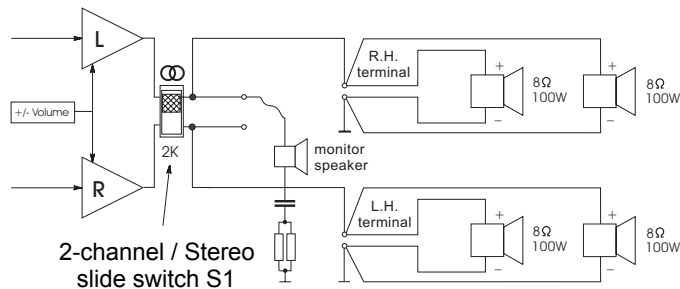 L
R.H.
terminal
+
−
8Ω
100W
+
−
8Ω
100W
+/- Volume
2K
monitor
speaker
R
L.H.
terminal
+
−
8Ω
100W
+
−
8Ω
100W
2-channel / Stereo
slide switch S1